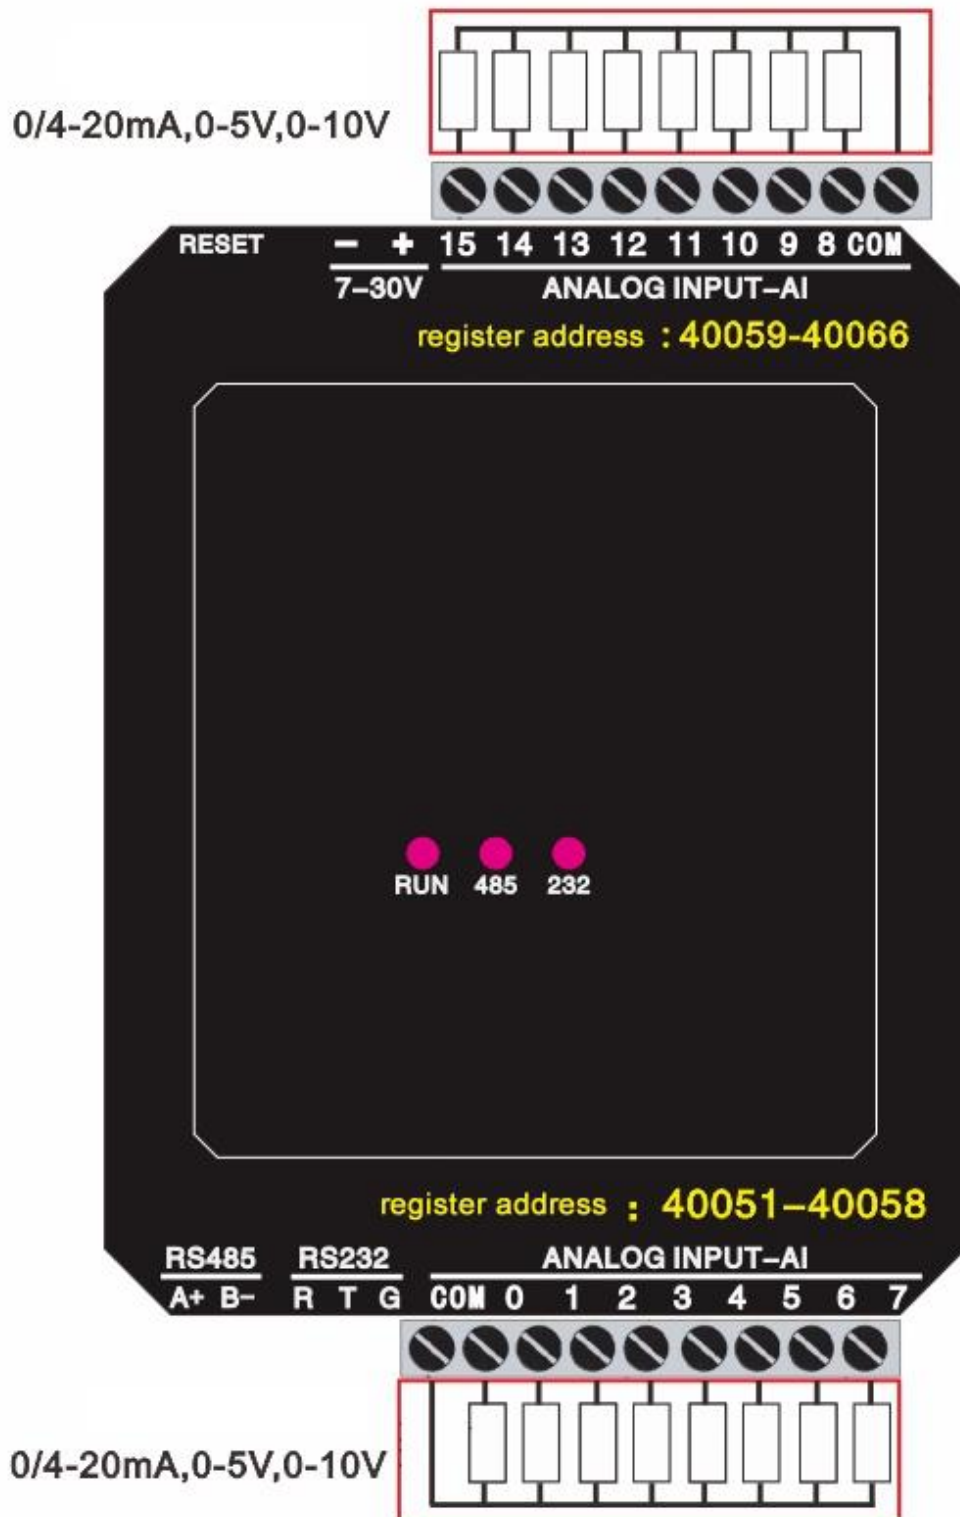 0/4-20mA,0-5V,0-10V
RESET − + 15 14 13 12 11 10 9 8 COM
7−30V ANALOG INPUT−AI
register address : 40059-40066
RUN 485 232
register address : 40051−40058
RS485 RS232 ANALOG INPUT−AI
A+ B− R T G COM 0 1 2 3 4 5 6 7
0/4-20mA,0-5V,0-10V